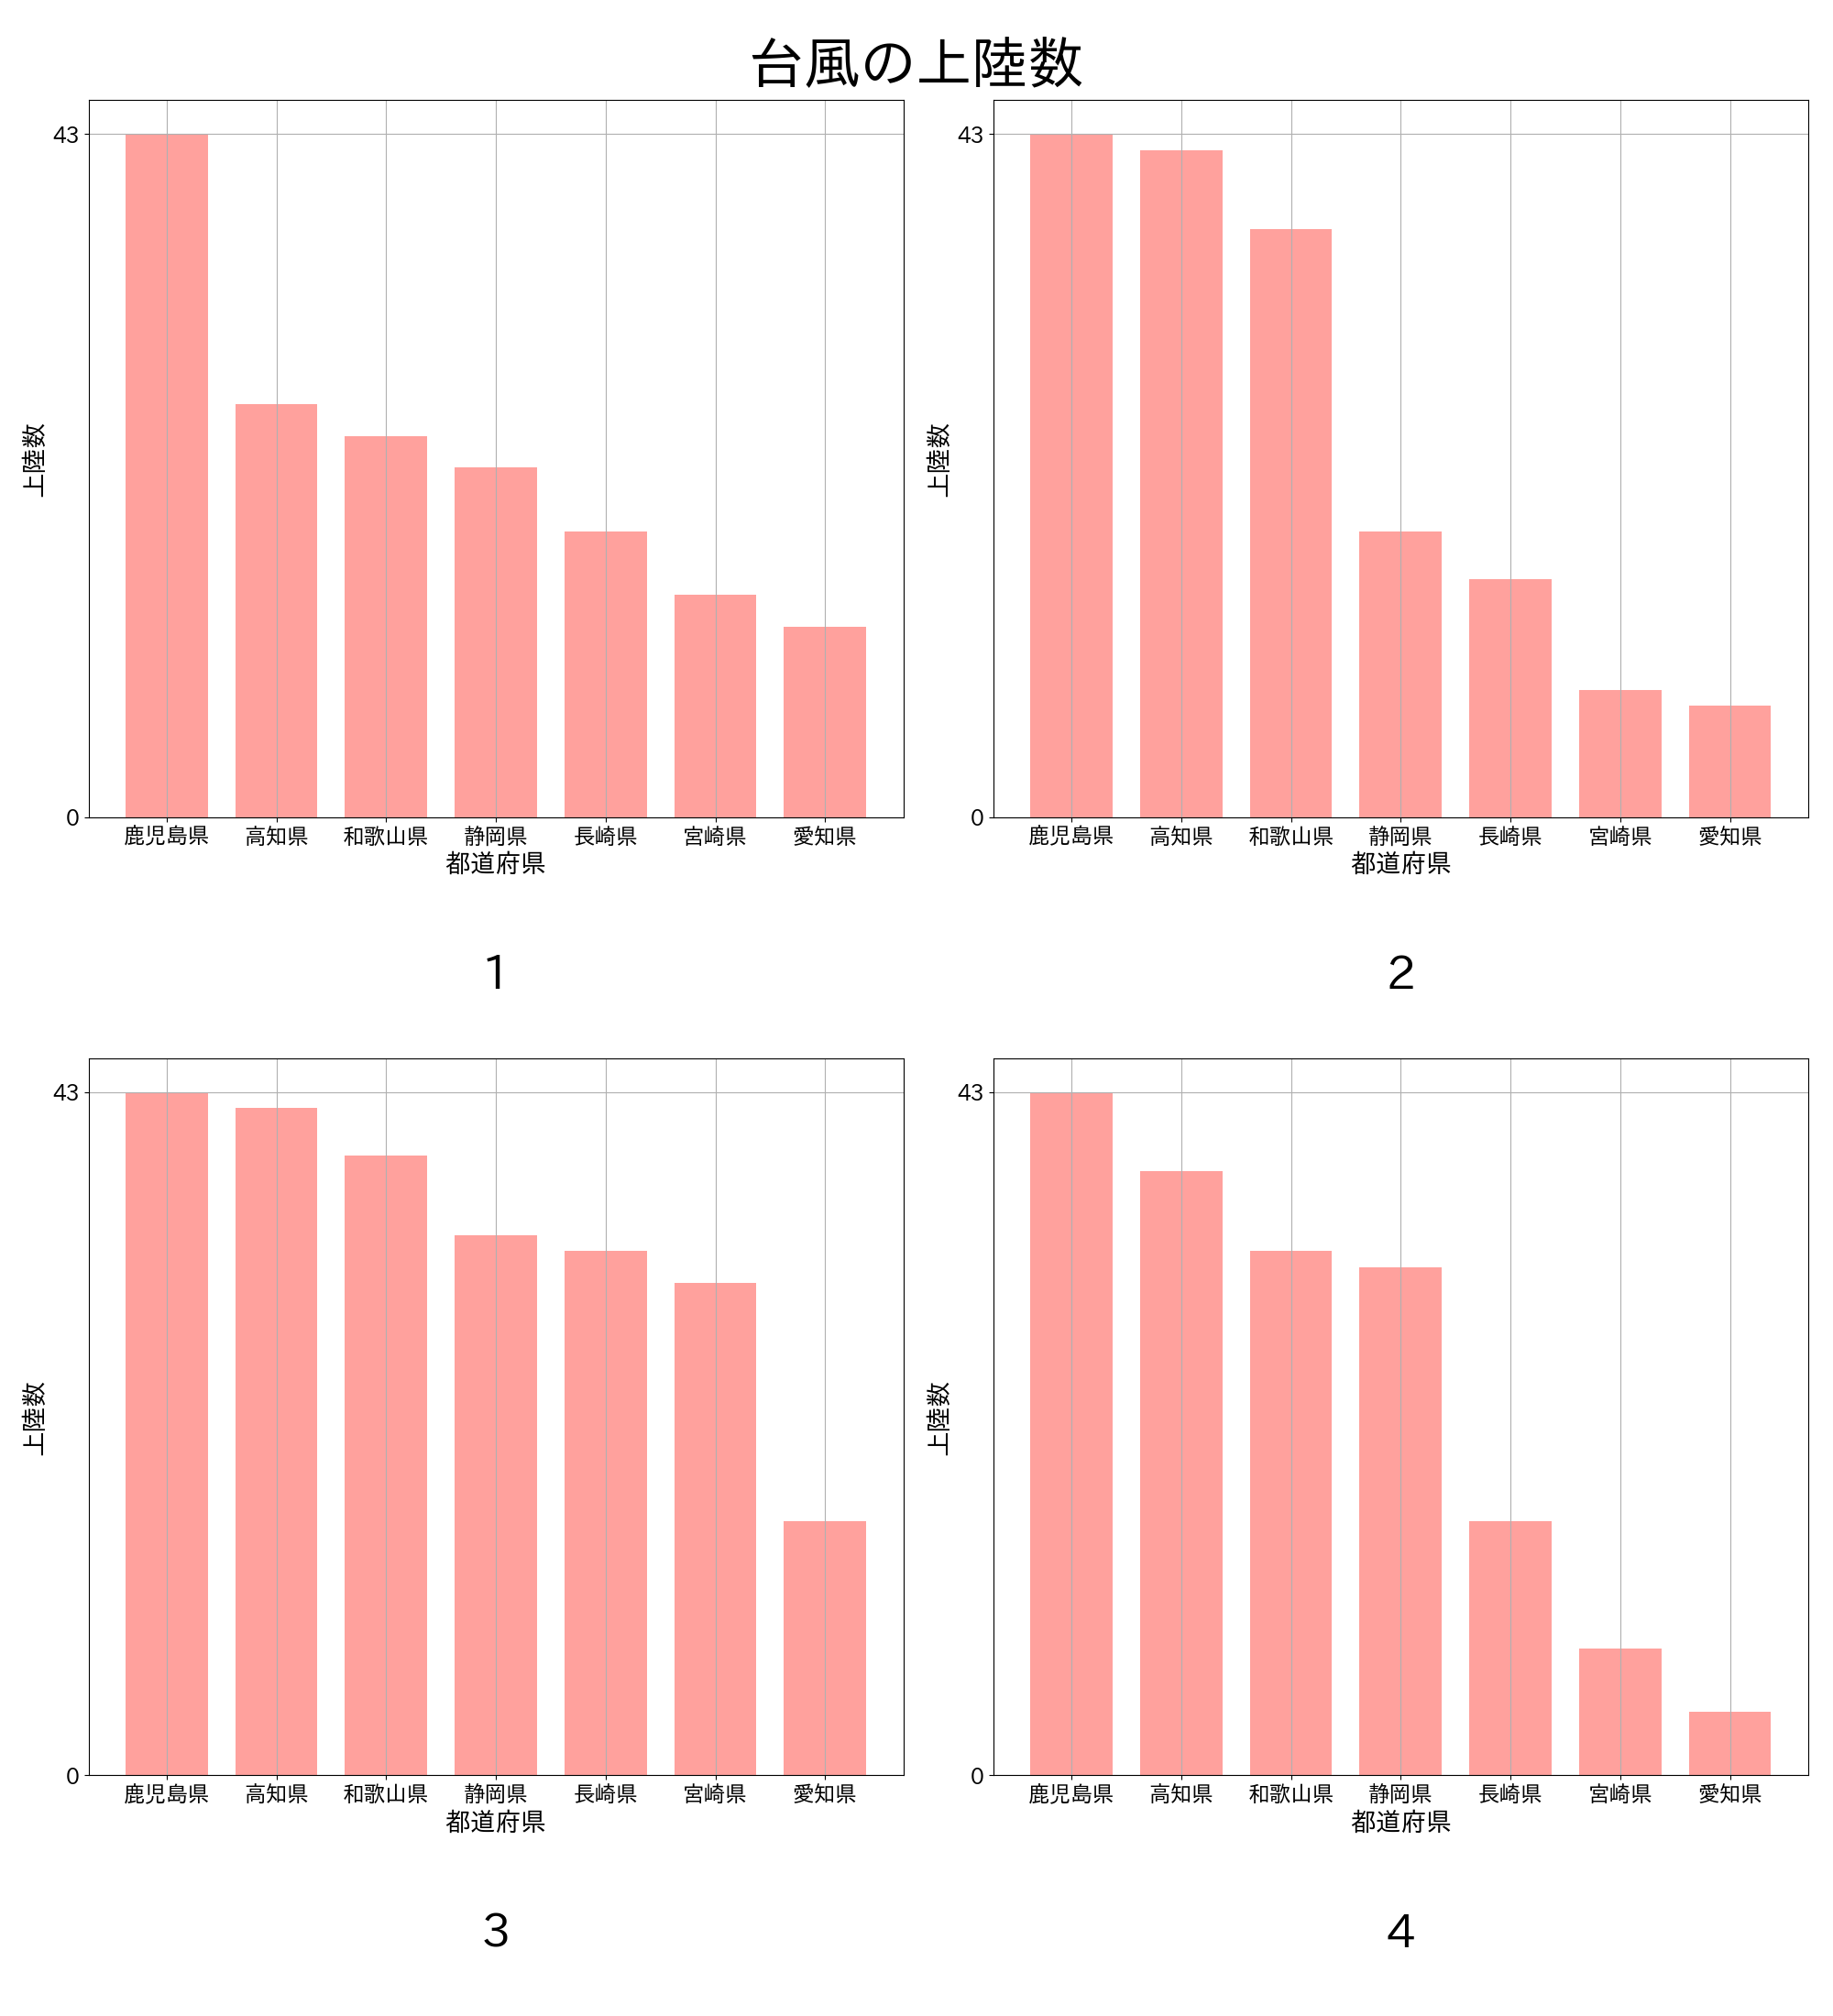 台風の上陸数
43
0
上陸数
鹿児島県 高知県 和歌山県 静岡県 長崎県 宮崎県 愛知県
都道府県
1
43
0
上陸数
鹿児島県 高知県 和歌山県 静岡県 長崎県 宮崎県 愛知県
都道府県
2
43
0
上陸数
鹿児島県 高知県 和歌山県 静岡県 長崎県 宮崎県 愛知県
都道府県
3
43
0
上陸数
鹿児島県 高知県 和歌山県 静岡県 長崎県 宮崎県 愛知県
都道府県
4